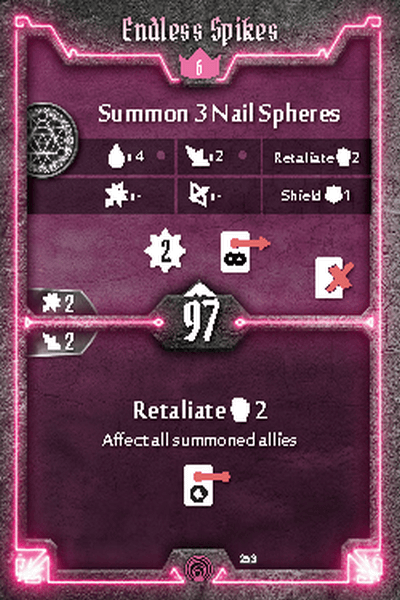 Endless Spikes
6
Summon 3 Nail Spheres
: 4
: 2
Retaliate 2
: -
: -
Shield 1
2
2
97
2
Retaliate 2
Affect all summoned allies